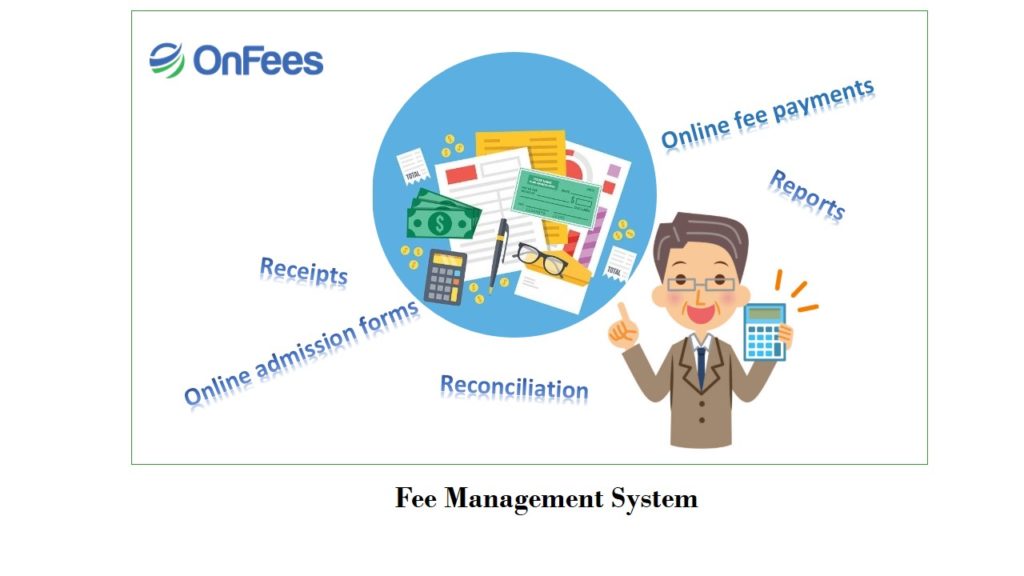 OnFees
Online fee payments
Reports
TOTAL
$
TOTAL
Receipts
Online admission forms
Reconciliation
Fee Management System